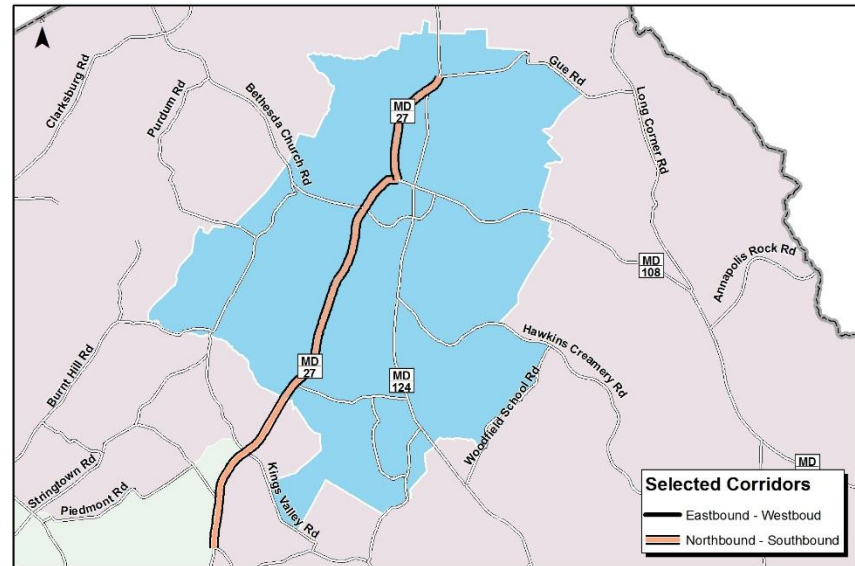 Clarksburg Rd
Purdum Rd
Bethesda Church Rd
MD
27
Gue Rd
Long Corner Rd
MD
108
Annapolis Rock Rd
Burnt Hill Rd
MD
27
MD
124
Hawkins Creamery Rd
Woodfield School Rd
Stringtown Rd
Piedmont Rd
Kings Valley Rd
MD
Selected Corridors
Eastbound - Westboud
Northbound - Southbound